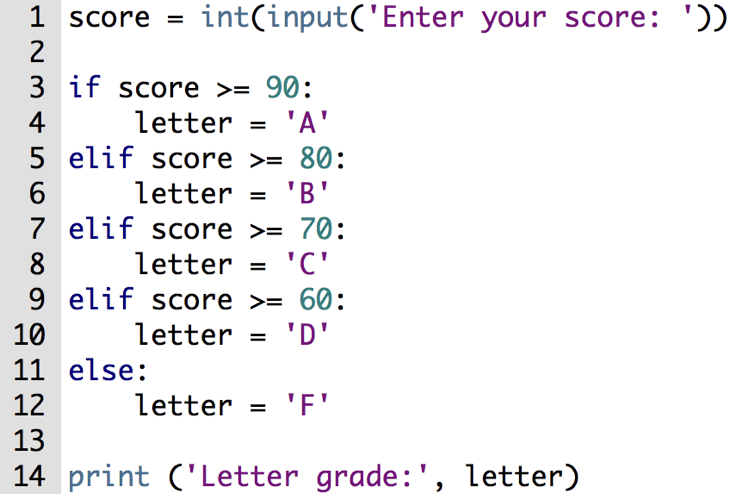 1 score = int(input('Enter your score: '))
2
3 if score >= 90:
4     letter = 'A'
5 elif score >= 80:
6     letter = 'B'
7 elif score >= 70:
8     letter = 'C'
9 elif score >= 60:
10     letter = 'D'
11 else:
12     letter = 'F'
13
14 print ('Letter grade:', letter)